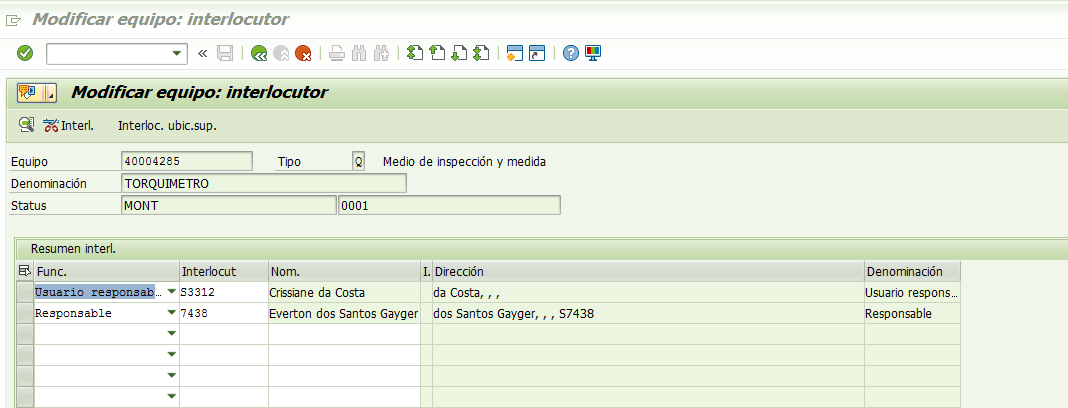 Modificar equipo: interlocutor
Modificar equipo: interlocutor
Interl. Interloc. ubic.sup.
Equipo 40004285 Tipo Q Medio de inspección y medida
Denominación TORQUIMETRO
Status MONT 0001
Resumen interl.
Func. Interlocut Nom. I. Dirección Denominación
Usuario responsab… S3312 Crissiane da Costa da Costa, , , Usuario respons…
Responsable 7438 Everton dos Santos Gayger dos Santos Gayger, , , S7438 Responsable